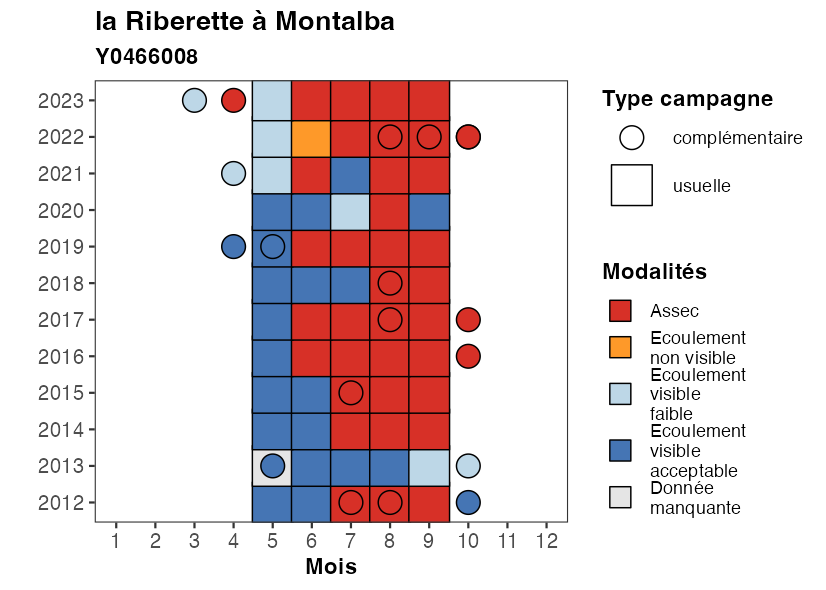 la Riberette à Montalba
Y0466008
2023
2022
2021
2020
2019
2018
2017
2016
2015
2014
2013
2012
1 2 3 4 5 6 7 8 9 10 11 12
Mois
Type campagne
complémentaire
usuelle
Modalités
Assec
Ecoulement
non visible
Ecoulement
visible
faible
Ecoulement
visible
acceptable
Donnée
manquante